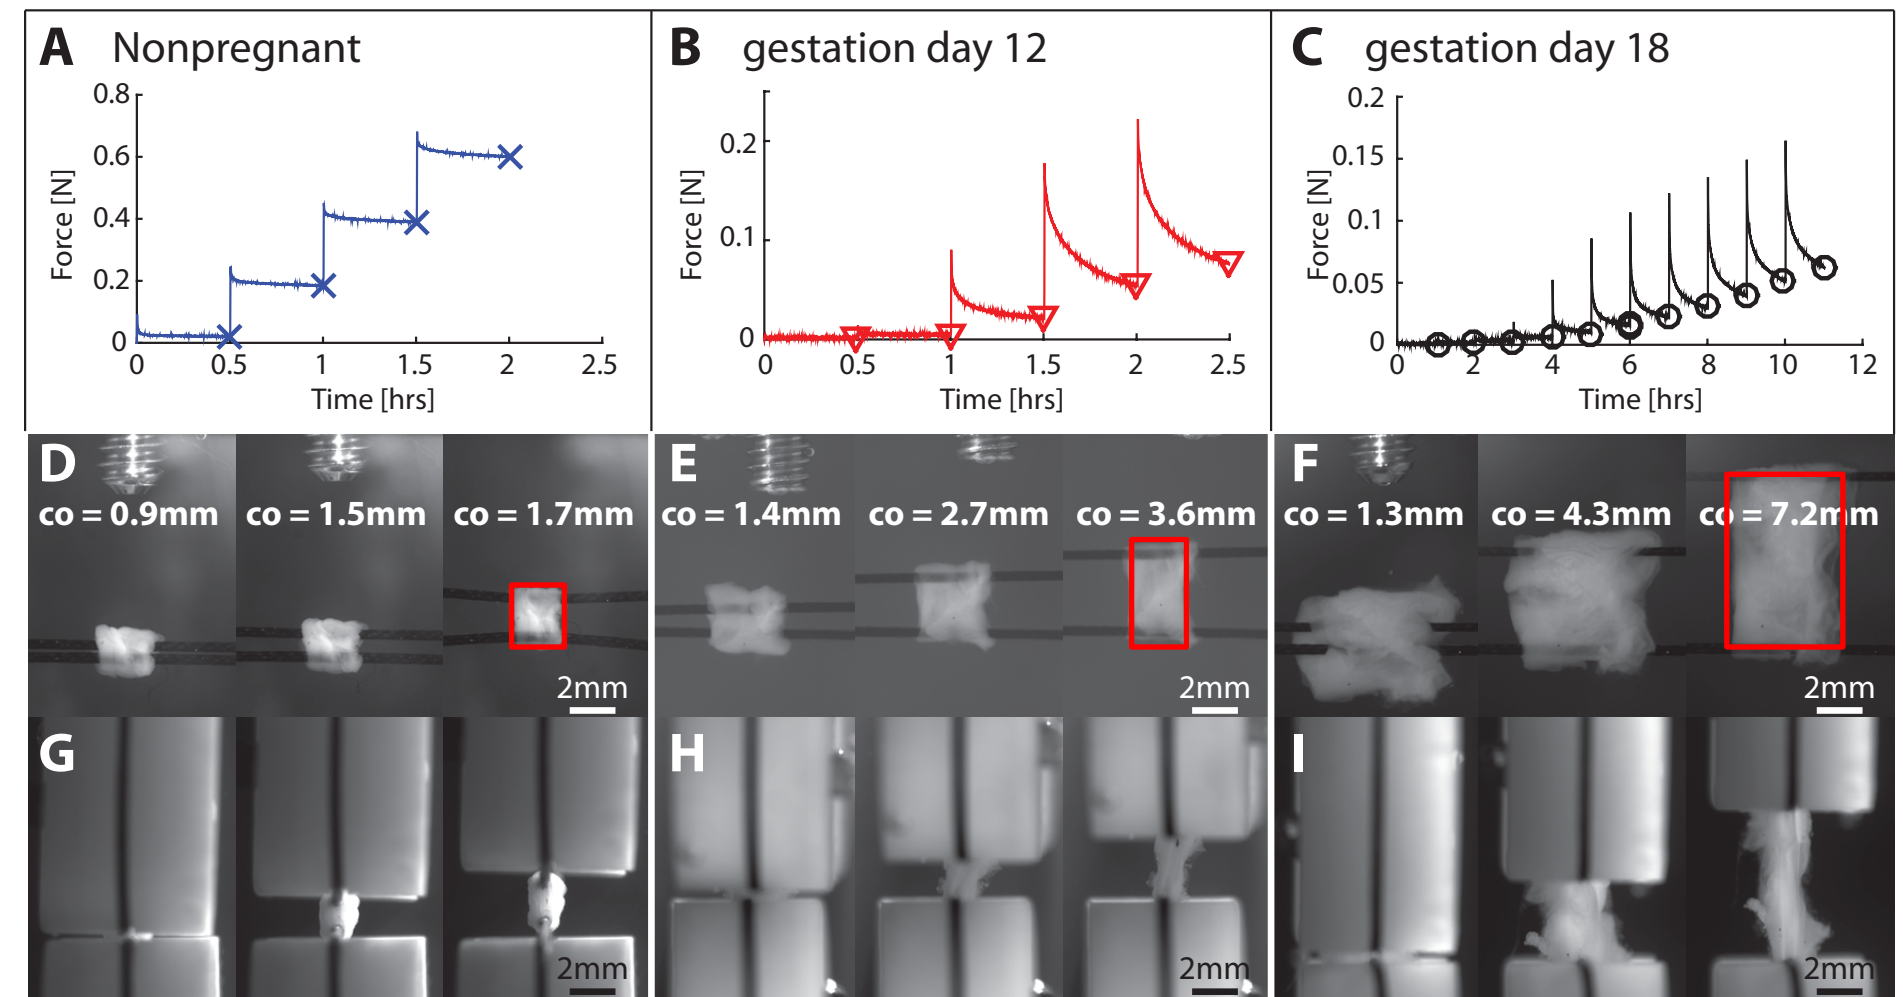 A Nonpregnant
0.8
0.6
0.4
0.2
0
Force [N]
0 0.5 1 1.5 2 2.5
Time [hrs]
B gestation day 12
0.2
0.1
0
Force [N]
0 0.5 1 1.5 2 2.5
Time [hrs]
C gestation day 18
0.2
0.15
0.1
0.05
0
Force [N]
0 2 4 6 8 10 12
Time [hrs]
D
co = 0.9mm co = 1.5mm co = 1.7mm
2mm
E
co = 1.4mm co = 2.7mm co = 3.6mm
2mm
F
co = 1.3mm co = 4.3mm co = 7.2mm
2mm
G
2mm
H
2mm
I
2mm